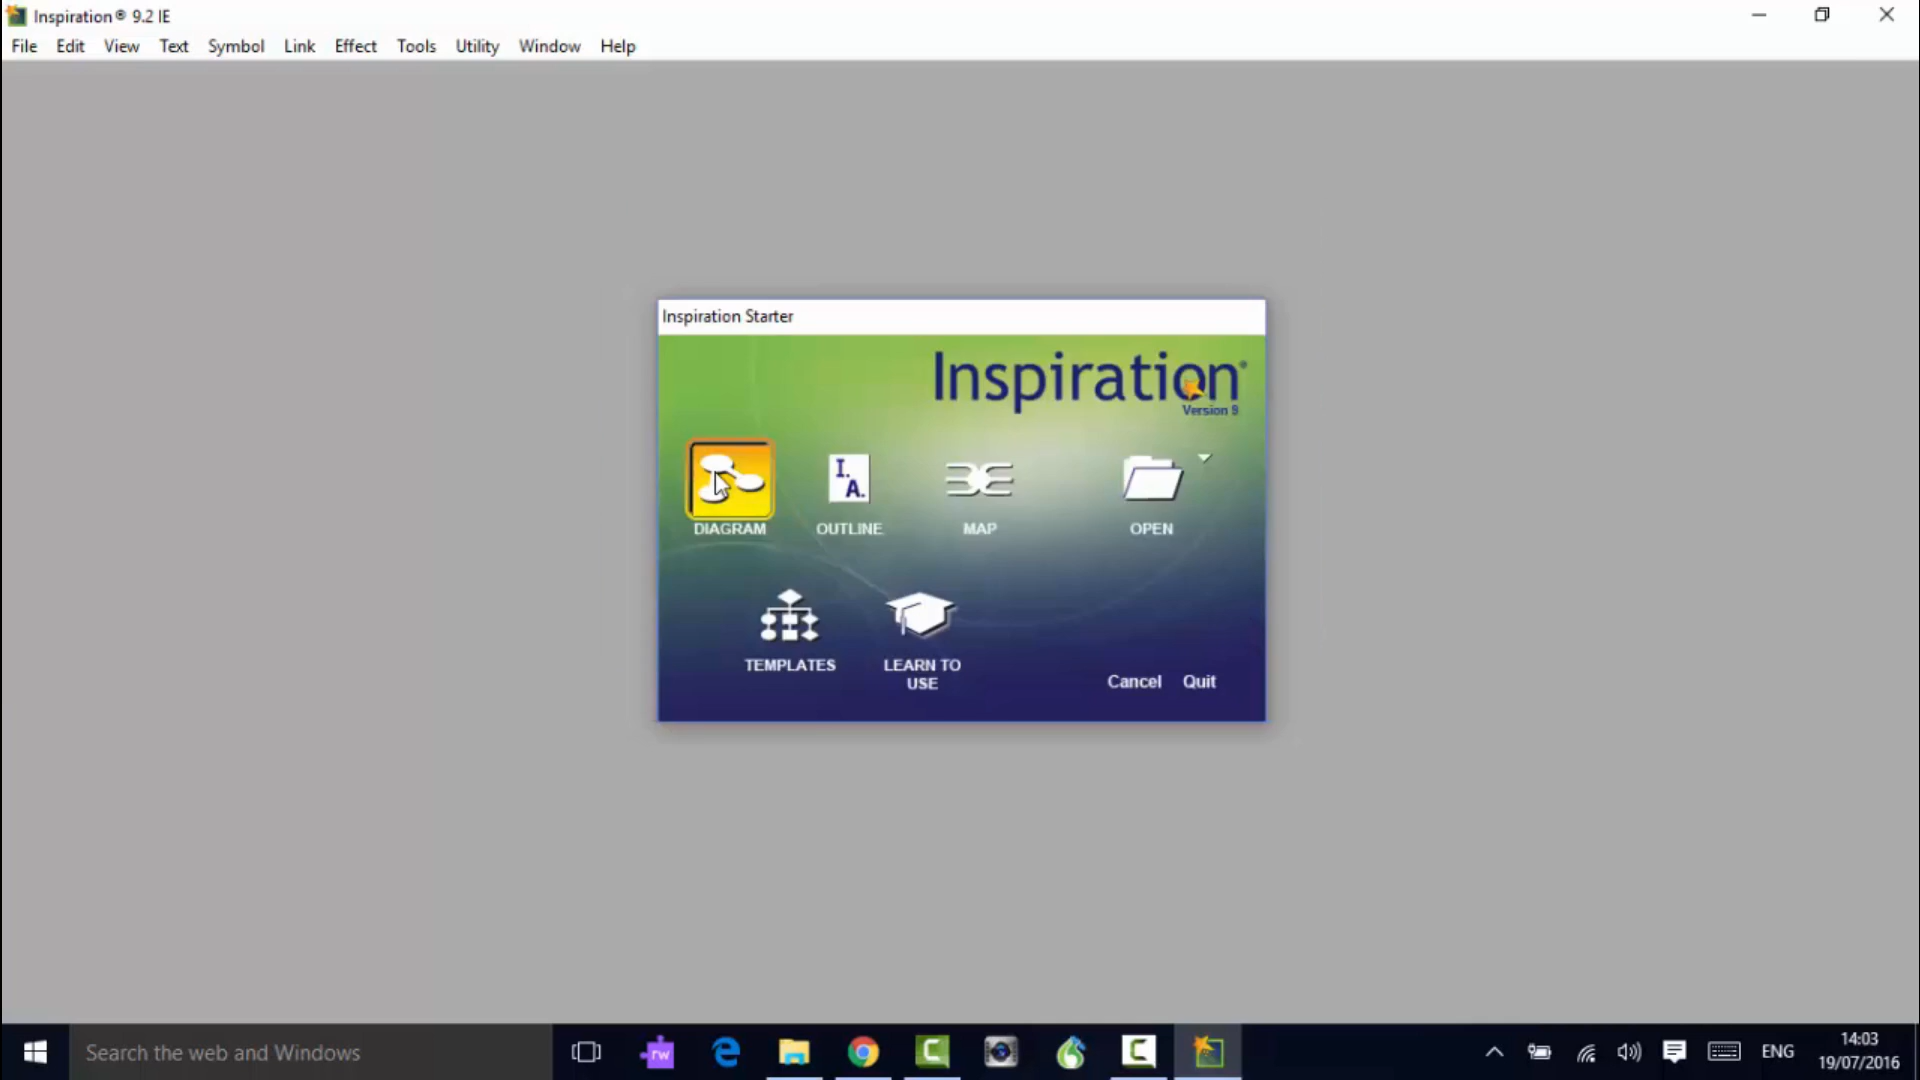 Inspiration® 9.2 IE
File Edit View Text Symbol Link Effect Tools Utility Window Help
Inspiration Starter
Inspiration®
Version 9
I.
A.
DIAGRAM OUTLINE MAP OPEN
TEMPLATES LEARN TO
USE
Cancel Quit
Search the web and Windows
rw
ENG
14:03
19/07/2016